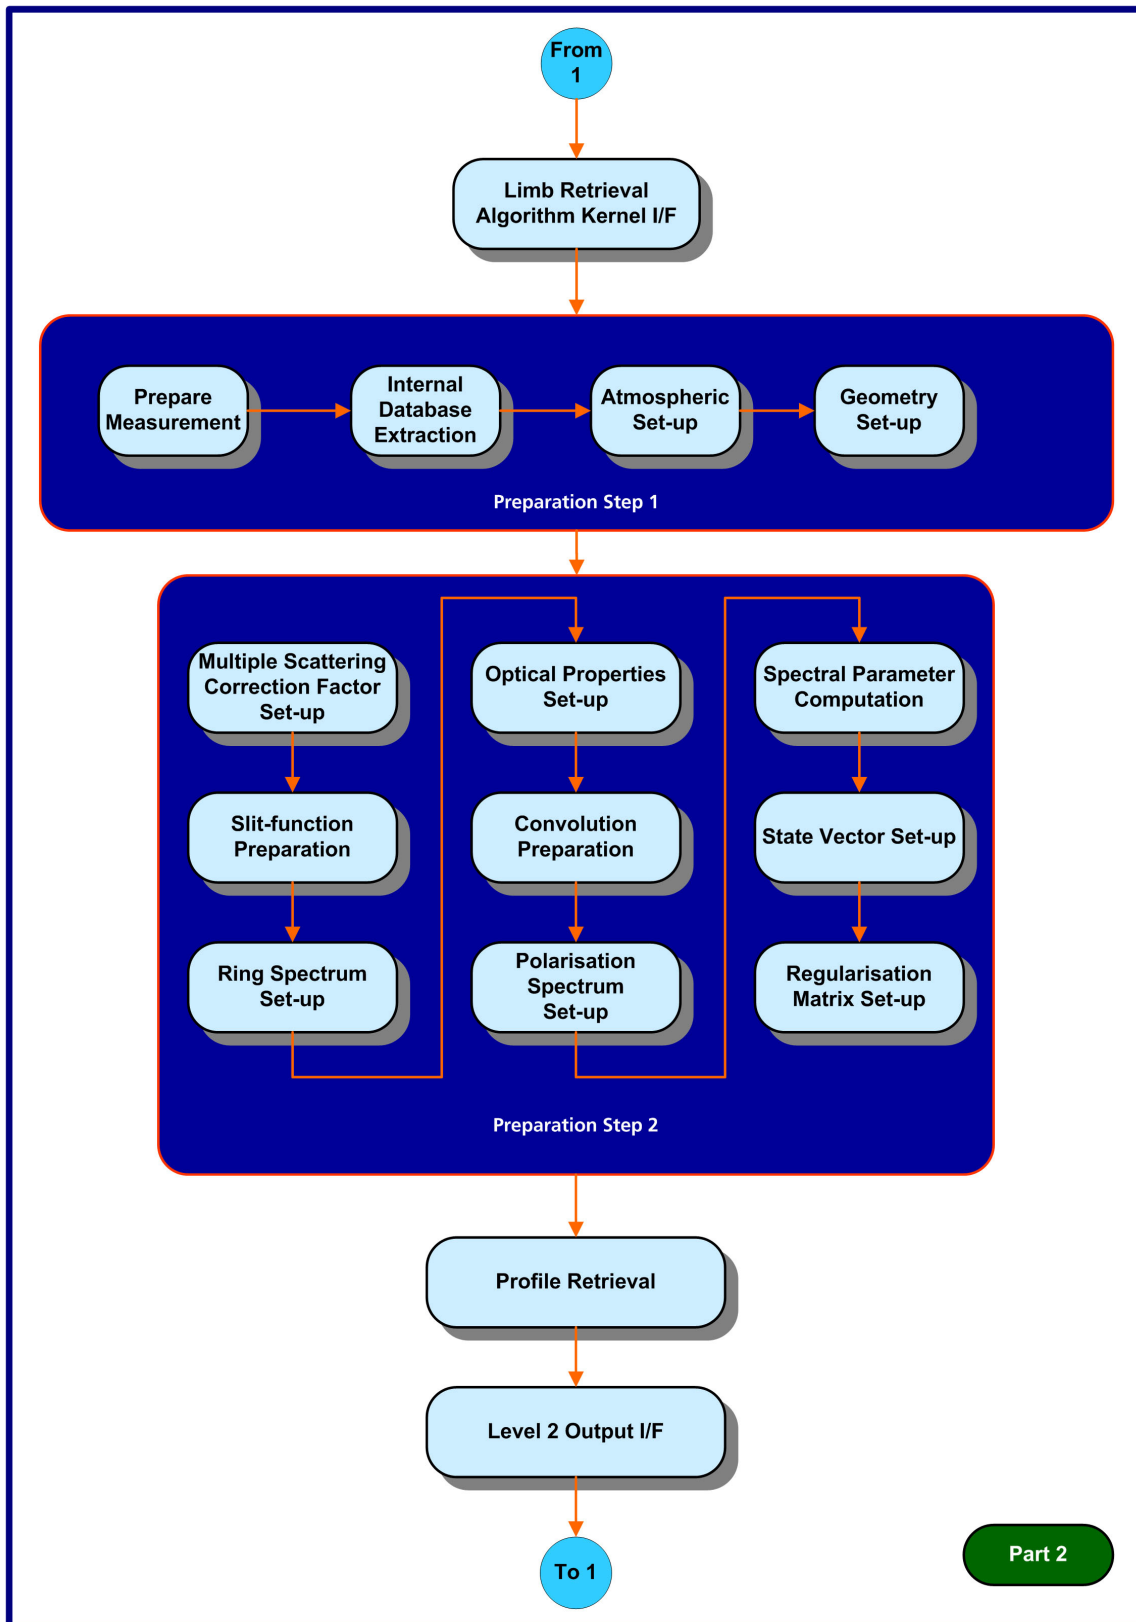 From
1
Limb Retrieval
Algorithm Kernel I/F
Prepare
Measurement
Internal
Database
Extraction
Atmospheric
Set-up
Geometry
Set-up
Preparation Step 1
Multiple Scattering
Correction Factor
Set-up
Slit-function
Preparation
Ring Spectrum
Set-up
Optical Properties
Set-up
Convolution
Preparation
Polarisation
Spectrum
Set-up
Spectral Parameter
Computation
State Vector Set-up
Regularisation
Matrix Set-up
Preparation Step 2
Profile Retrieval
Level 2 Output I/F
To 1
Part 2